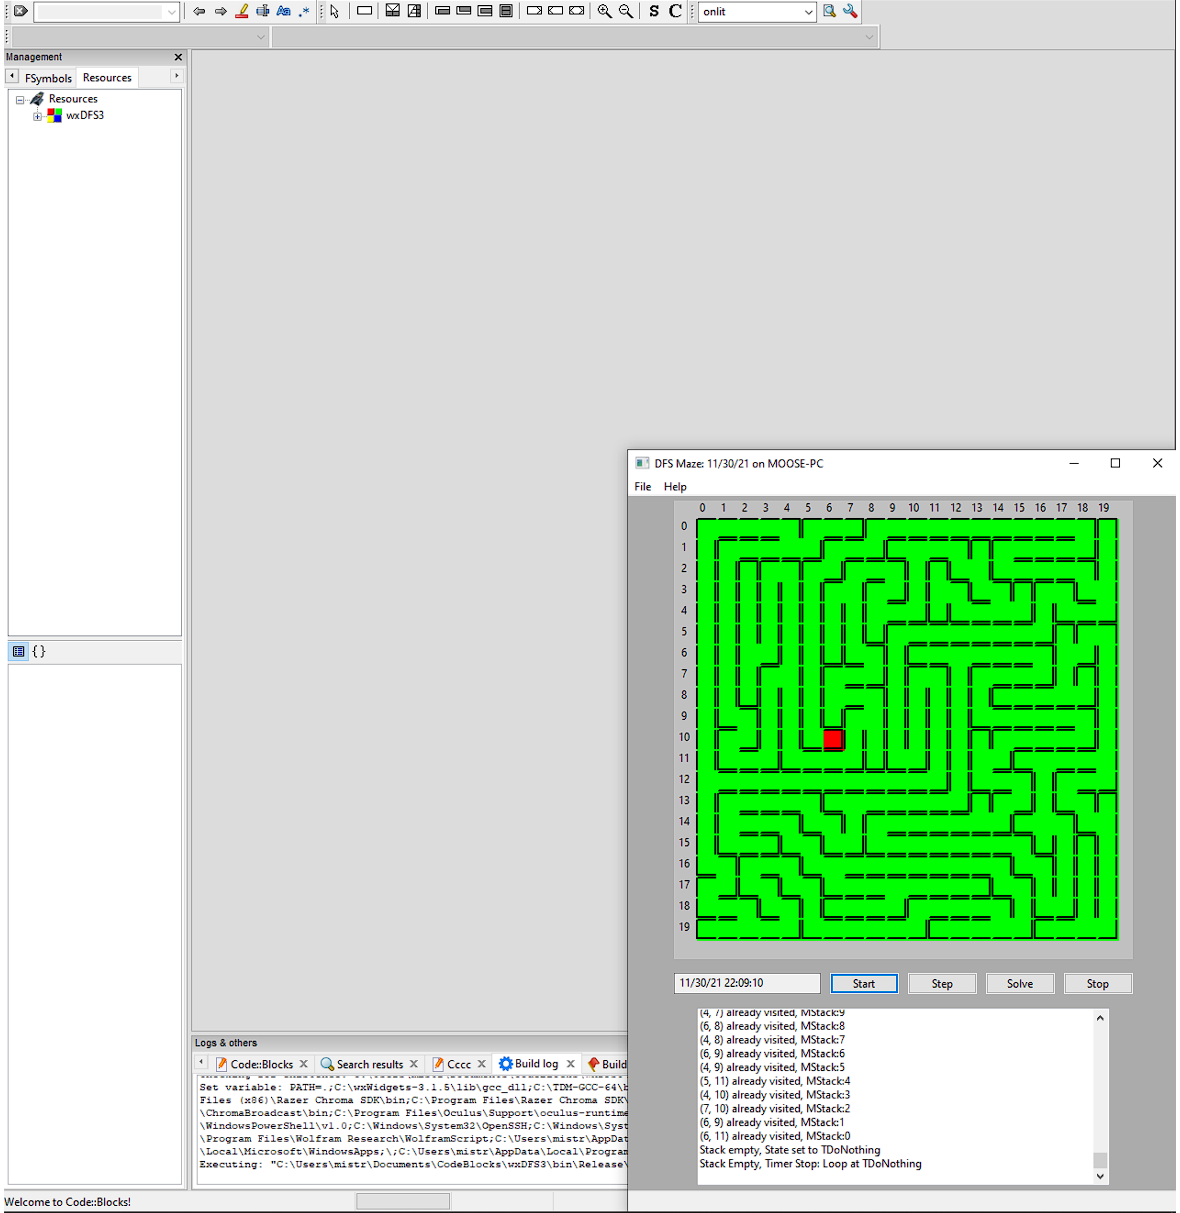 S C onlit
Management
FSymbols Resources
Resources
wxDFS3
{ }
Logs & others
Code::Blocks Search results Cccc Build log Build
Set variable: PATH=.;C:\wxWidgets-3.1.5\lib\gcc_dll;C:\TDM-GCC-64\b
Files (x86)\Razer Chroma SDK\bin;C:\Program Files\Razer Chroma SDK\
\ChromaBroadcast\bin;C:\Program Files\Oculus\Support\oculus-runtime
WindowsPowerShell\v1.0;C:\Windows\System32\OpenSSH;C:\Windows\Syst
\Program Files\Wolfram Research\WolframScript;C:\Users\mistr\AppDat
\Local\Microsoft\WindowsApps;\;C:\Users\mistr\AppData\Local\Program
Executing: "C:\Users\mistr\Documents\CodeBlocks\wxDFS3\bin\Release\
Welcome to Code::Blocks!
DFS Maze: 11/30/21 on MOOSE-PC
File Help
0 1 2 3 4 5 6 7 8 9 10 11 12 13 14 15 16 17 18 19
0
1
2
3
4
5
6
7
8
9
10
11
12
13
14
15
16
17
18
19
11/30/21 22:09:10 Start Step Solve Stop
(4, 7) already visited, MStack:9
(6, 8) already visited, MStack:8
(4, 8) already visited, MStack:7
(6, 9) already visited, MStack:6
(4, 9) already visited, MStack:5
(5, 11) already visited, MStack:4
(4, 10) already visited, MStack:3
(7, 10) already visited, MStack:2
(6, 9) already visited, MStack:1
(6, 11) already visited, MStack:0
Stack empty, State set to TDoNothing
Stack Empty, Timer Stop: Loop at TDoNothing